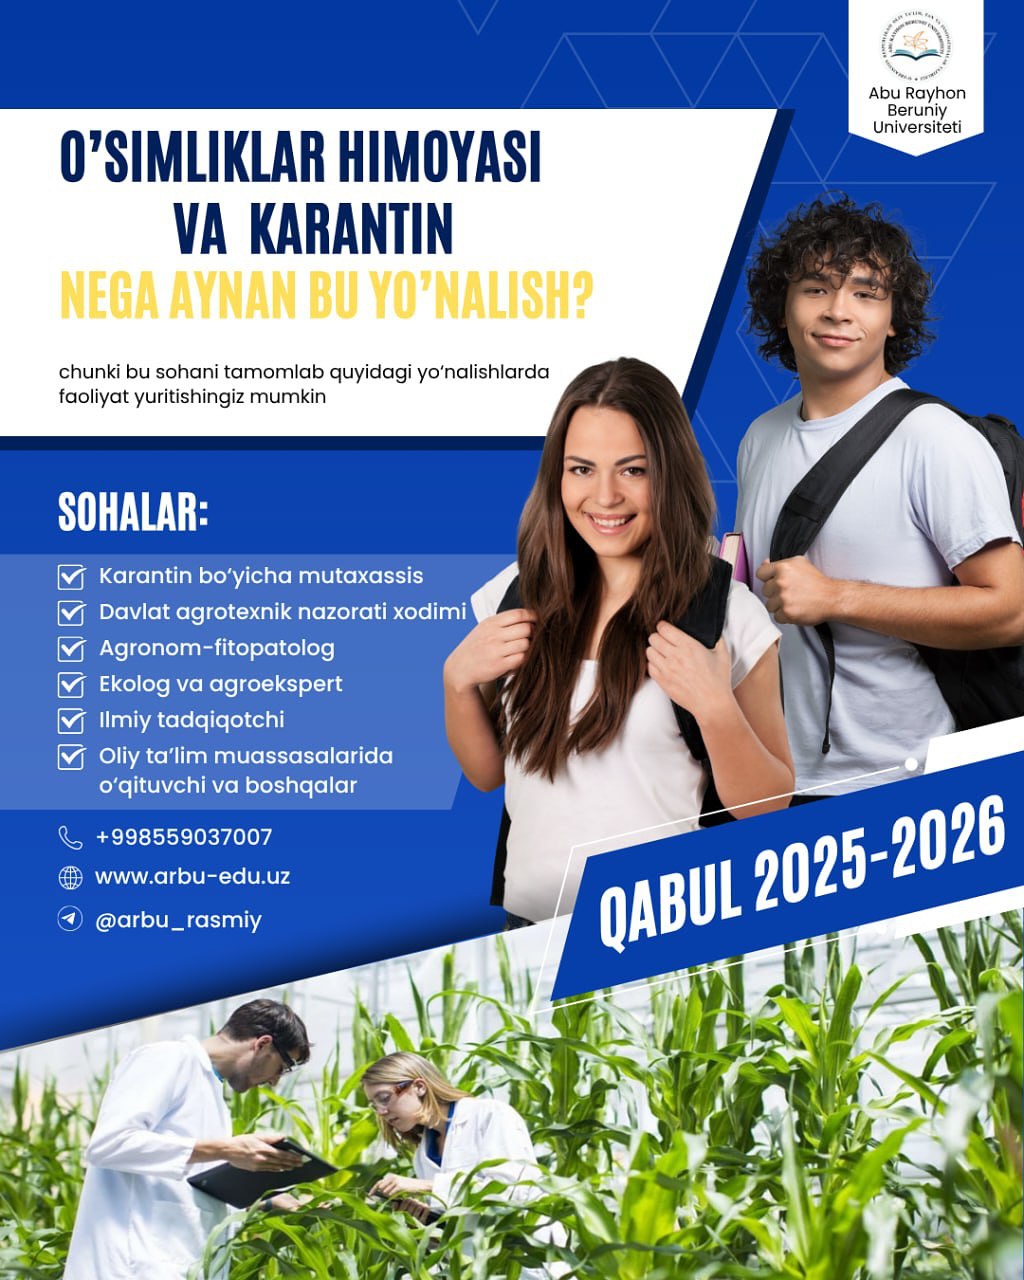 Abu Rayhon
Beruniy
Universiteti
O’SIMLIKLAR HIMOYASI
VA KARANTIN
NEGA AYNAN BU YO’NALISH?
chunki bu sohani tamomlab quyidagi yo‘nalishlarda
faoliyat yuritishingiz mumkin
SOHALAR:
Karantin bo‘yicha mutaxassis
Davlat agrotexnik nazorati xodimi
Agronom-fitopatolog
Ekolog va agroekspert
Ilmiy tadqiqotchi
Oliy ta’lim muassasalarida
o‘qituvchi va boshqalar
+998559037007
www.arbu-edu.uz
@arbu_rasmiy
QABUL 2025-2026